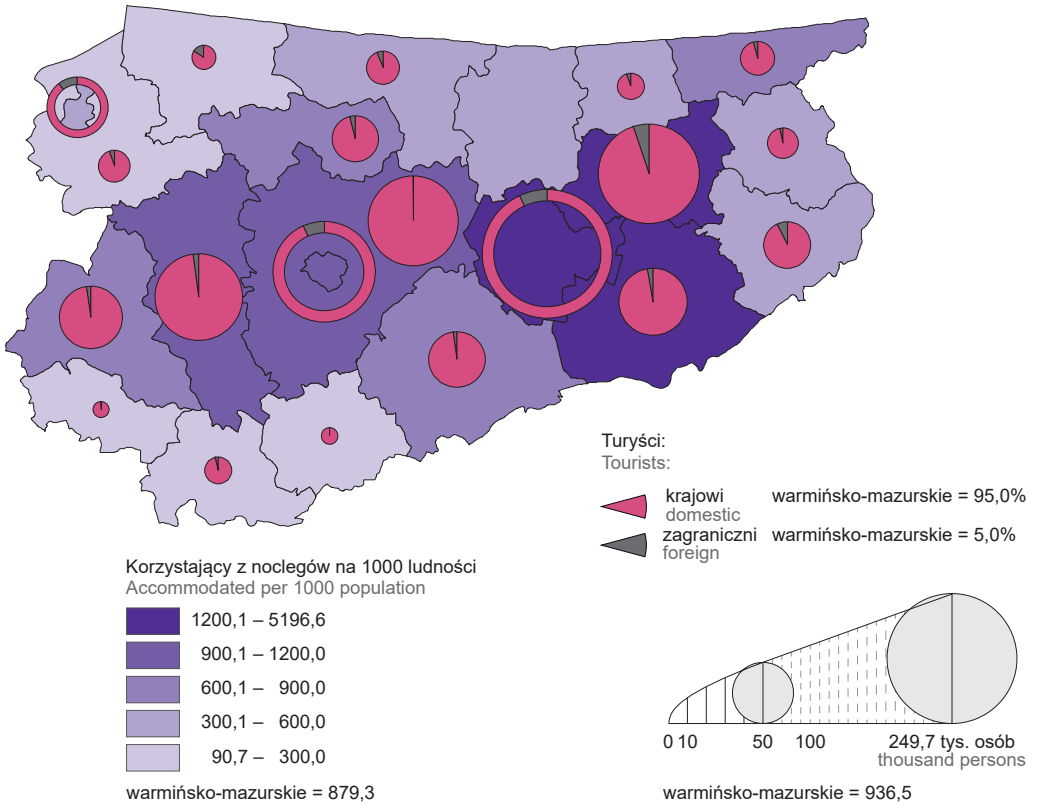 Turyści:
Tourists:
krajowi warmińsko-mazurskie = 95,0%
domestic
zagraniczni warmińsko-mazurskie = 5,0%
foreign
Korzystający z noclegów na 1000 ludności
Accommodated per 1000 population
1200,1 – 5196,6
900,1 – 1200,0
600,1 – 900,0
300,1 – 600,0
90,7 – 300,0
warmińsko-mazurskie = 879,3
0 10 50 100 249,7 tys. osób
thousand persons
warmińsko-mazurskie = 936,5